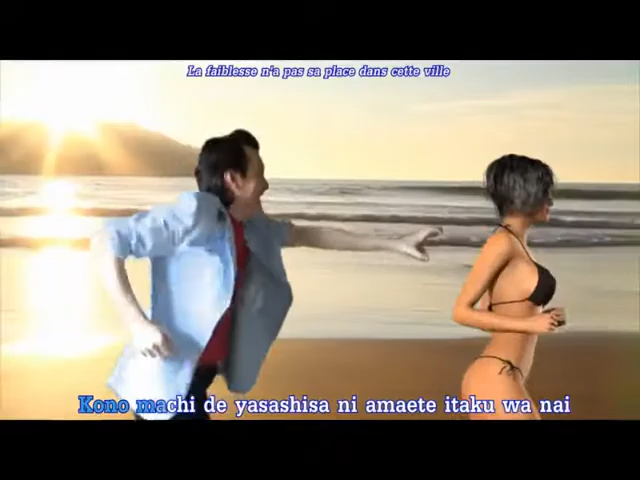 La faiblesse n'a pas sa place dans cette ville
Kono machi de yasashisa ni amaete itaku wa nai